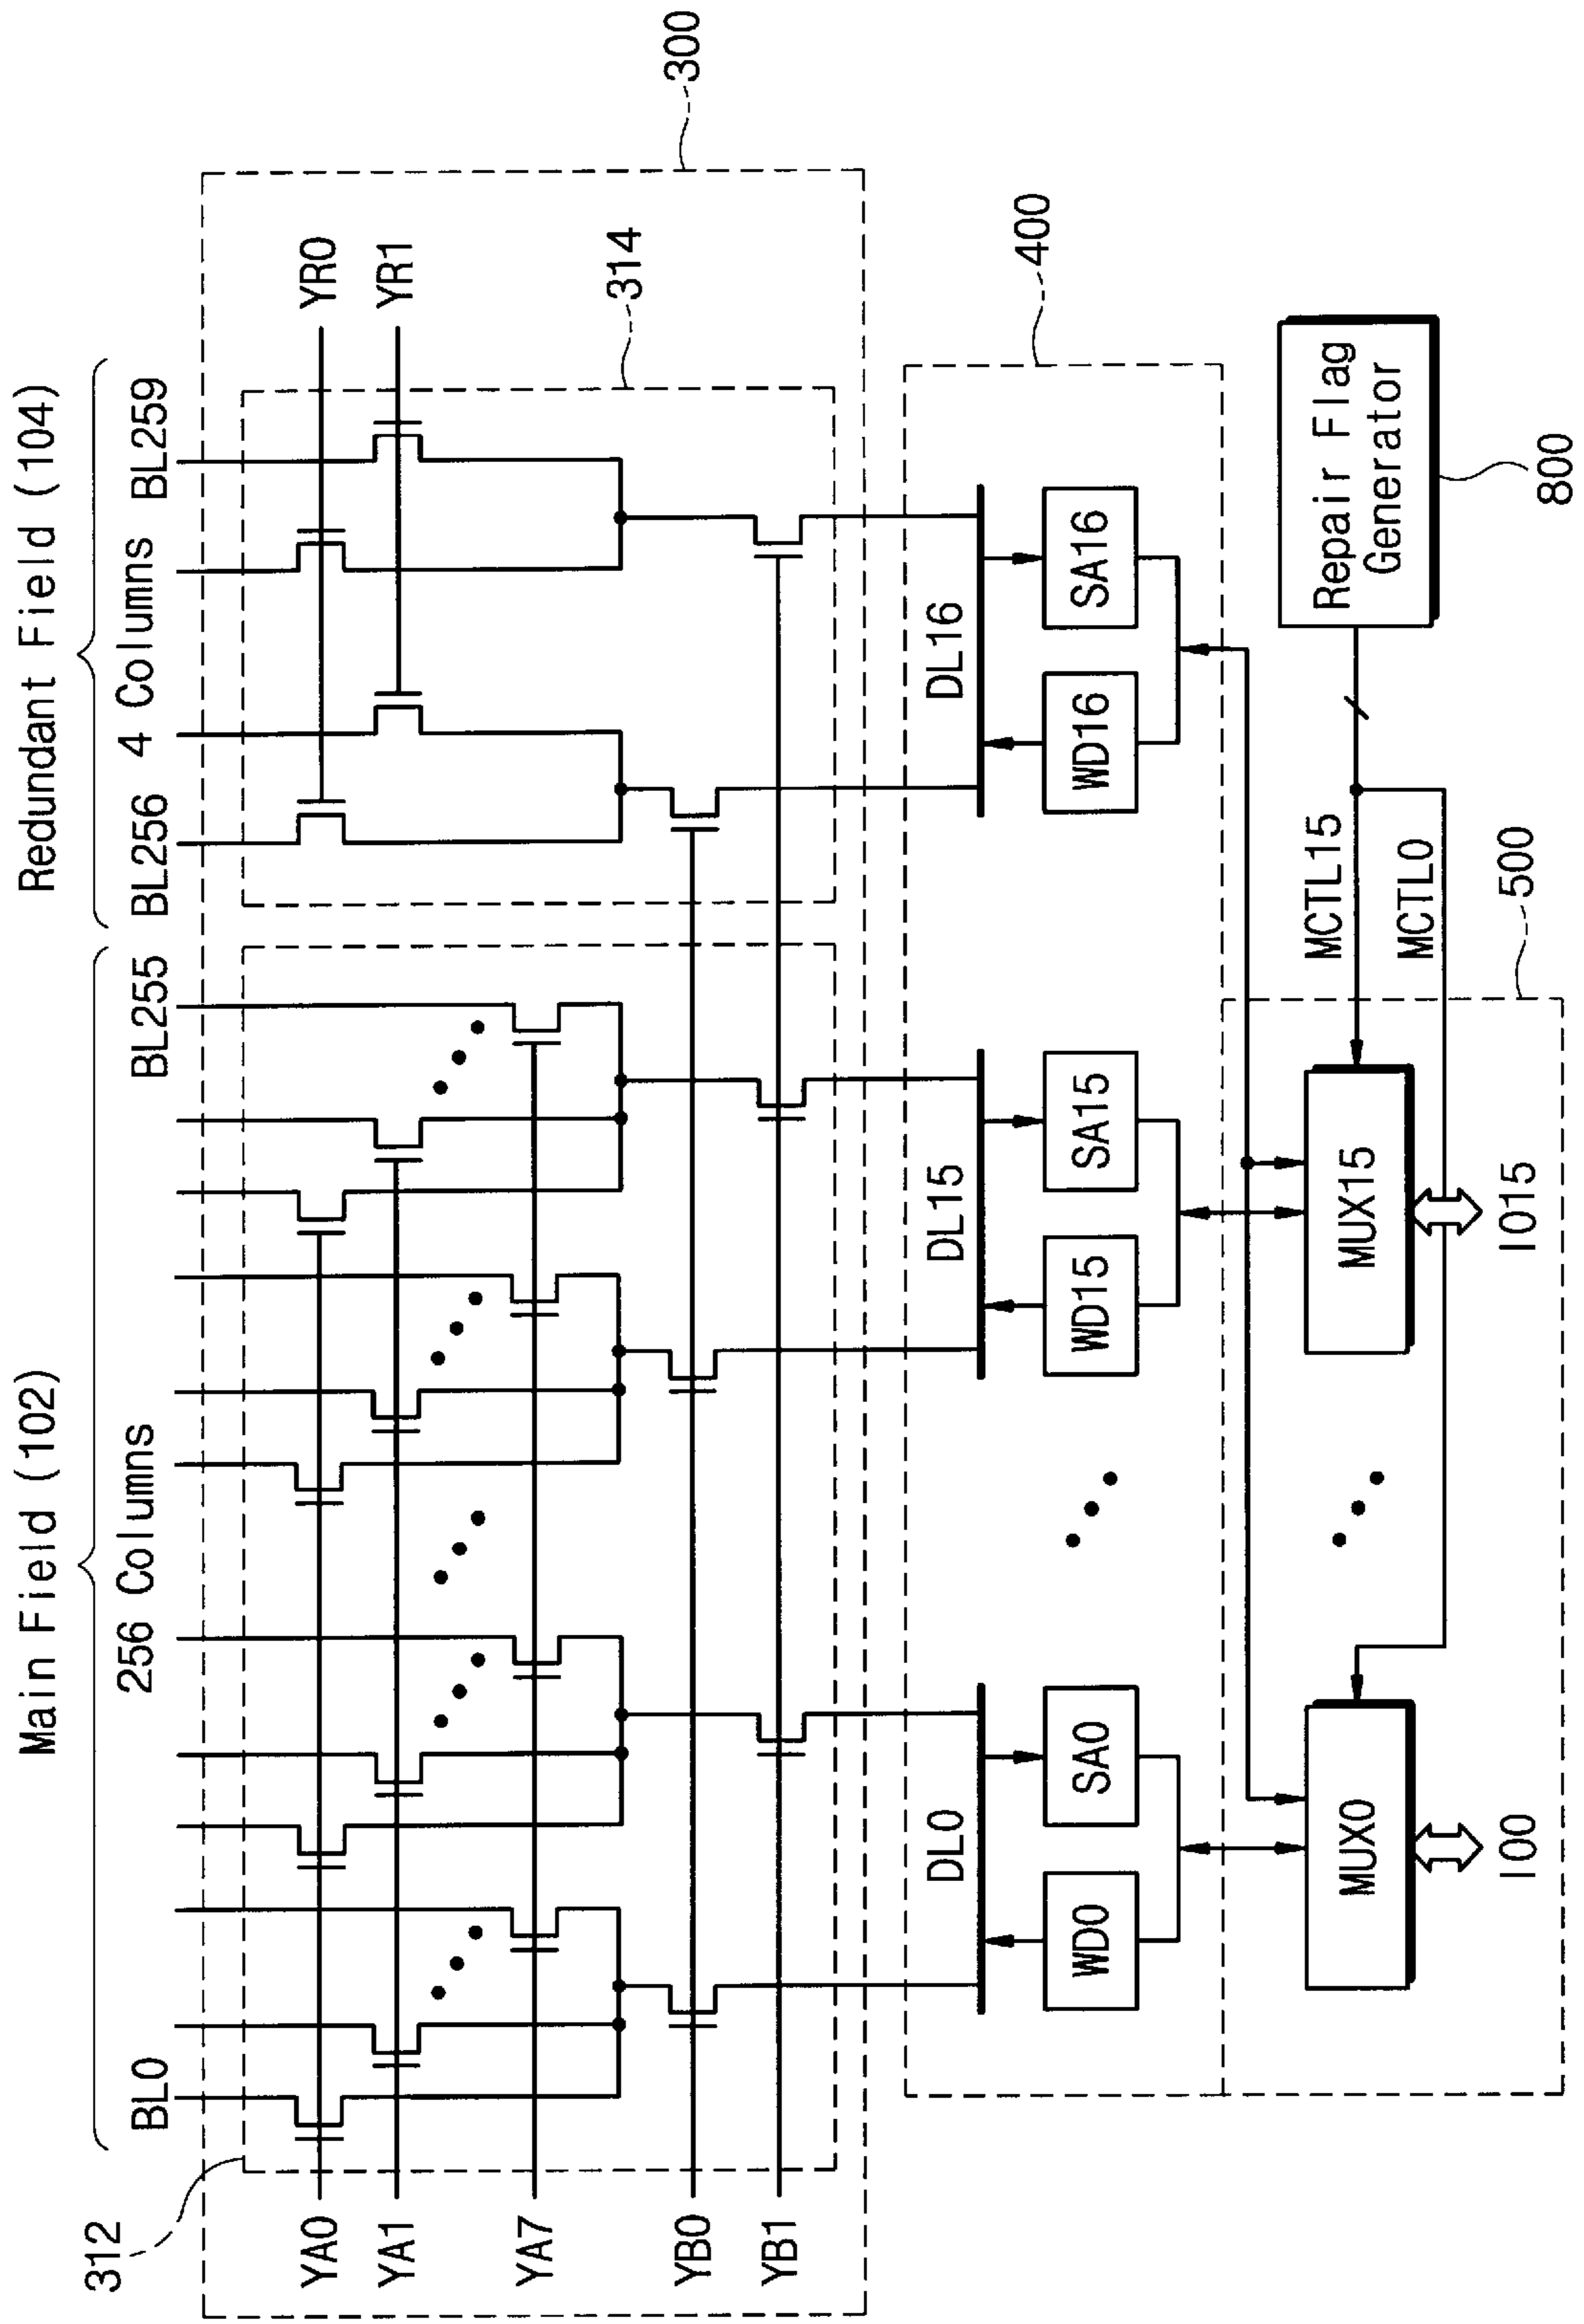 Main Field (102)
Redundant Field (104)
BL0
256 Columns
BL255
BL256
4 Columns
BL259
312
300
YA0
YR0
YA1
YR1
YA7
314
YB0
YB1
400
DL0
DL15
DL16
WD0
SA0
WD15
SA15
WD16
SA16
MUX0
MUX15
MCTL15
MCTL0
Repair Flag
Generator
500
800
IO0
IO15